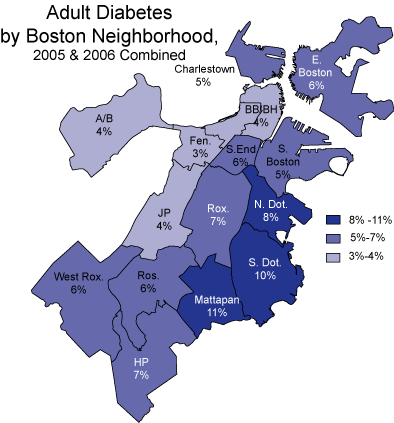 Adult Diabetes
by Boston Neighborhood,
2005 & 2006 Combined
Charlestown
5%
E.
Boston
6%
A/B
4%
BB/BH
4%
Fen.
3%
S.End
6%
S.
Boston
5%
JP
4%
Rox.
7%
N. Dot.
8%
8% -11%
5%-7%
3%-4%
S. Dot.
10%
West Rox.
6%
Ros.
6%
Mattapan
11%
HP
7%